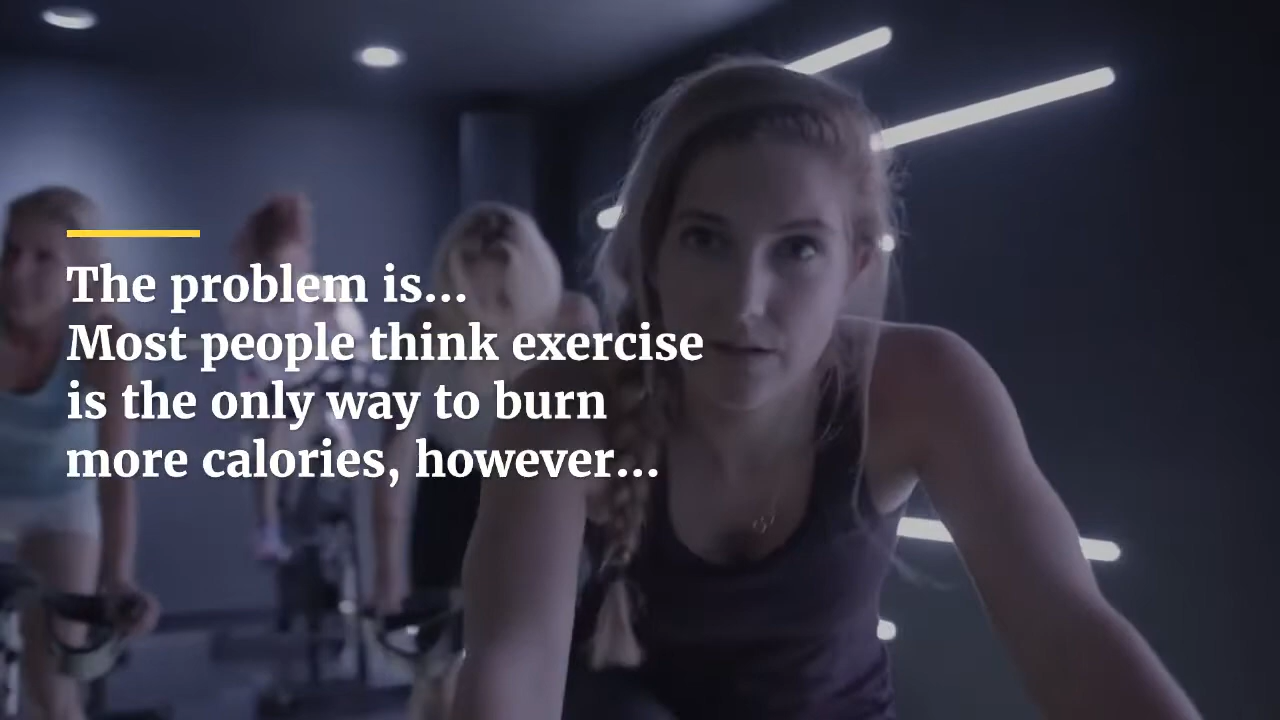 The problem is...
Most people think exercise
is the only way to burn
more calories, however...